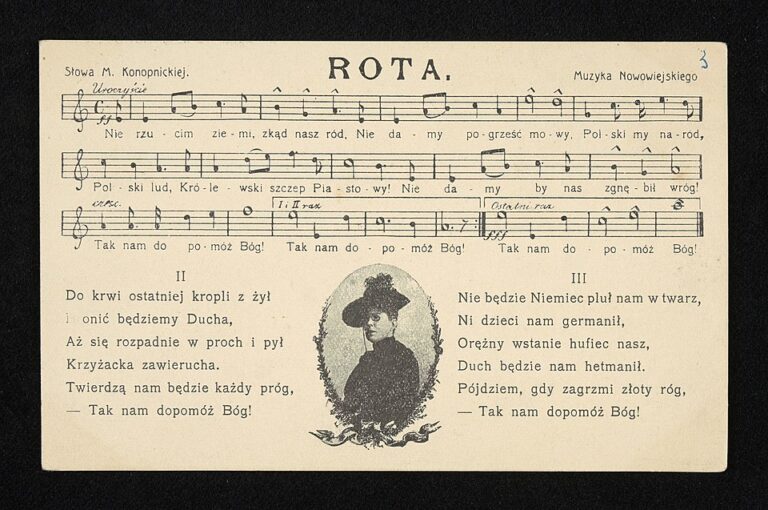 3
ROTA.
Słowa M. Konopnickiej.
Muzyka Nowowiejskiego
Uroczyście
ff
Nie rzu - cim zie - mi, zkąd nasz ród, Nie da - my po - grześć mo - wy, Pol - ski my na - ród,
Pol - ski lud, Kró - le - wski szczep Pia - sto - wy! Nie da - my by nas zgnę - bił wróg!
cresc. I i II raz Ostatni raz
fff
Tak nam do po - móż Bóg! Tak nam do - po - móż Bóg! Tak nam do - po - móż Bóg!
II
Do krwi ostatniej kropli z żył
onić będziemy Ducha,
Aż się rozpadnie w proch i pył
Krzyżacka zawierucha.
Twierdzą nam będzie każdy próg,
— Tak nam dopomóż Bóg!
III
Nie będzie Niemiec pluł nam w twarz,
Ni dzieci nam germanił,
Orężny wstanie hufiec nasz,
Duch będzie nam hetmanił.
Pójdziem, gdy zagrzmi złoty róg,
— Tak nam dopomóż Bóg!